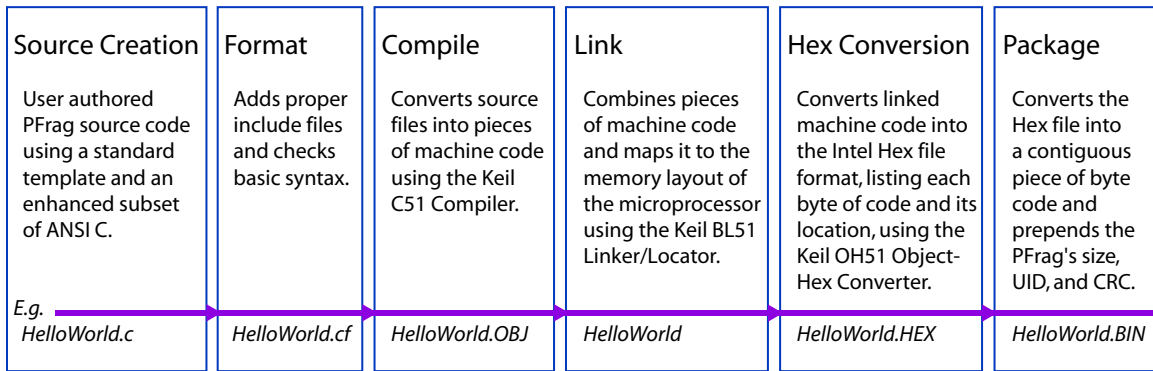 Source Creation
User authored
PFrag source code
using a standard
template and an
enhanced subset
of ANSI C.
Format
Adds proper
include files
and checks
basic syntax.
Compile
Converts source
files into pieces
of machine code
using the Keil
C51 Compiler.
Link
Combines pieces
of machine code
and maps it to the
memory layout of
the microprocessor
using the Keil BL51
Linker/Locator.
Hex Conversion
Converts linked
machine code into
the Intel Hex file
format, listing each
byte of code and its
location, using the
Keil OH51 Object-
Hex Converter.
Package
Converts the
Hex file into
a contiguous
piece of byte
code and
prepends the
PFrag's size,
UID, and CRC.
E.g.
HelloWorld.c
HelloWorld.cf
HelloWorld.OBJ
HelloWorld
HelloWorld.HEX
HelloWorld.BIN